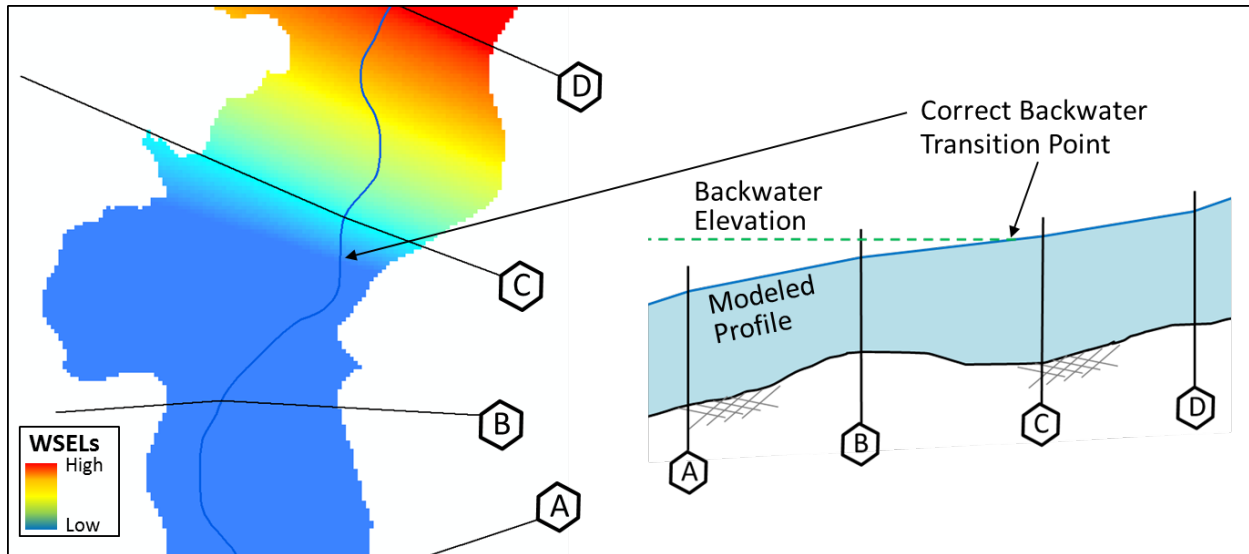 D
C
B
A
WSELs
High
Low
Correct Backwater
Transition Point
Backwater
Elevation
Modeled
Profile
A
B
C
D